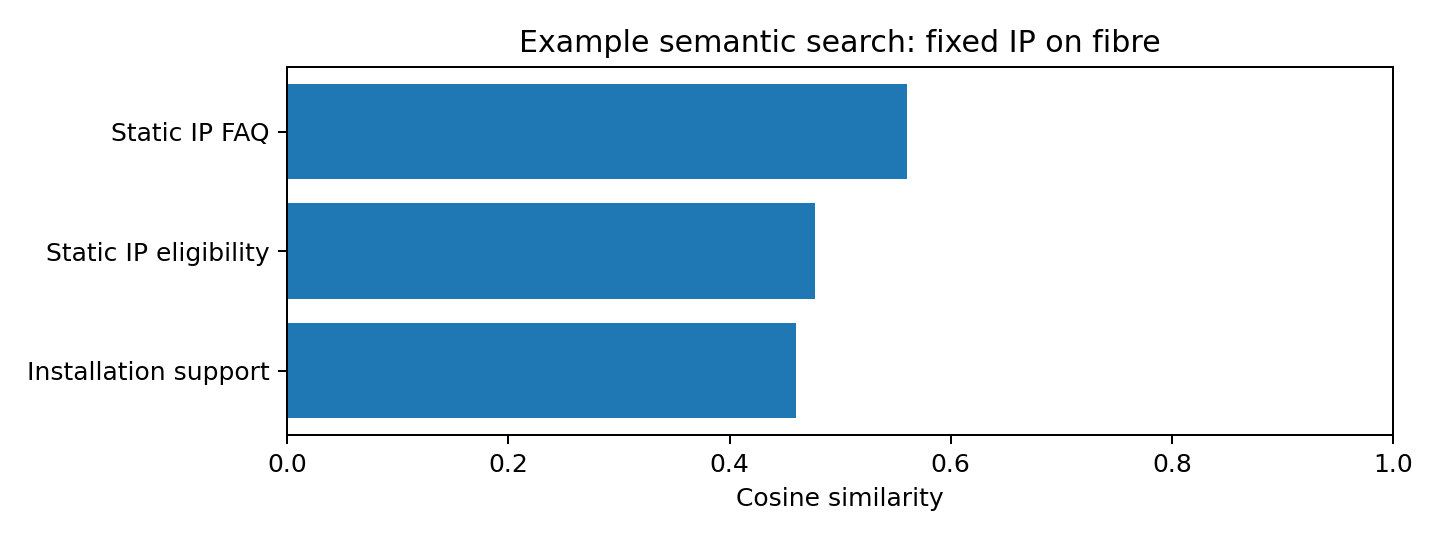 Example semantic search: fixed IP on fibre
Static IP FAQ
Static IP eligibility
Installation support
0.0 0.2 0.4 0.6 0.8 1.0
Cosine similarity